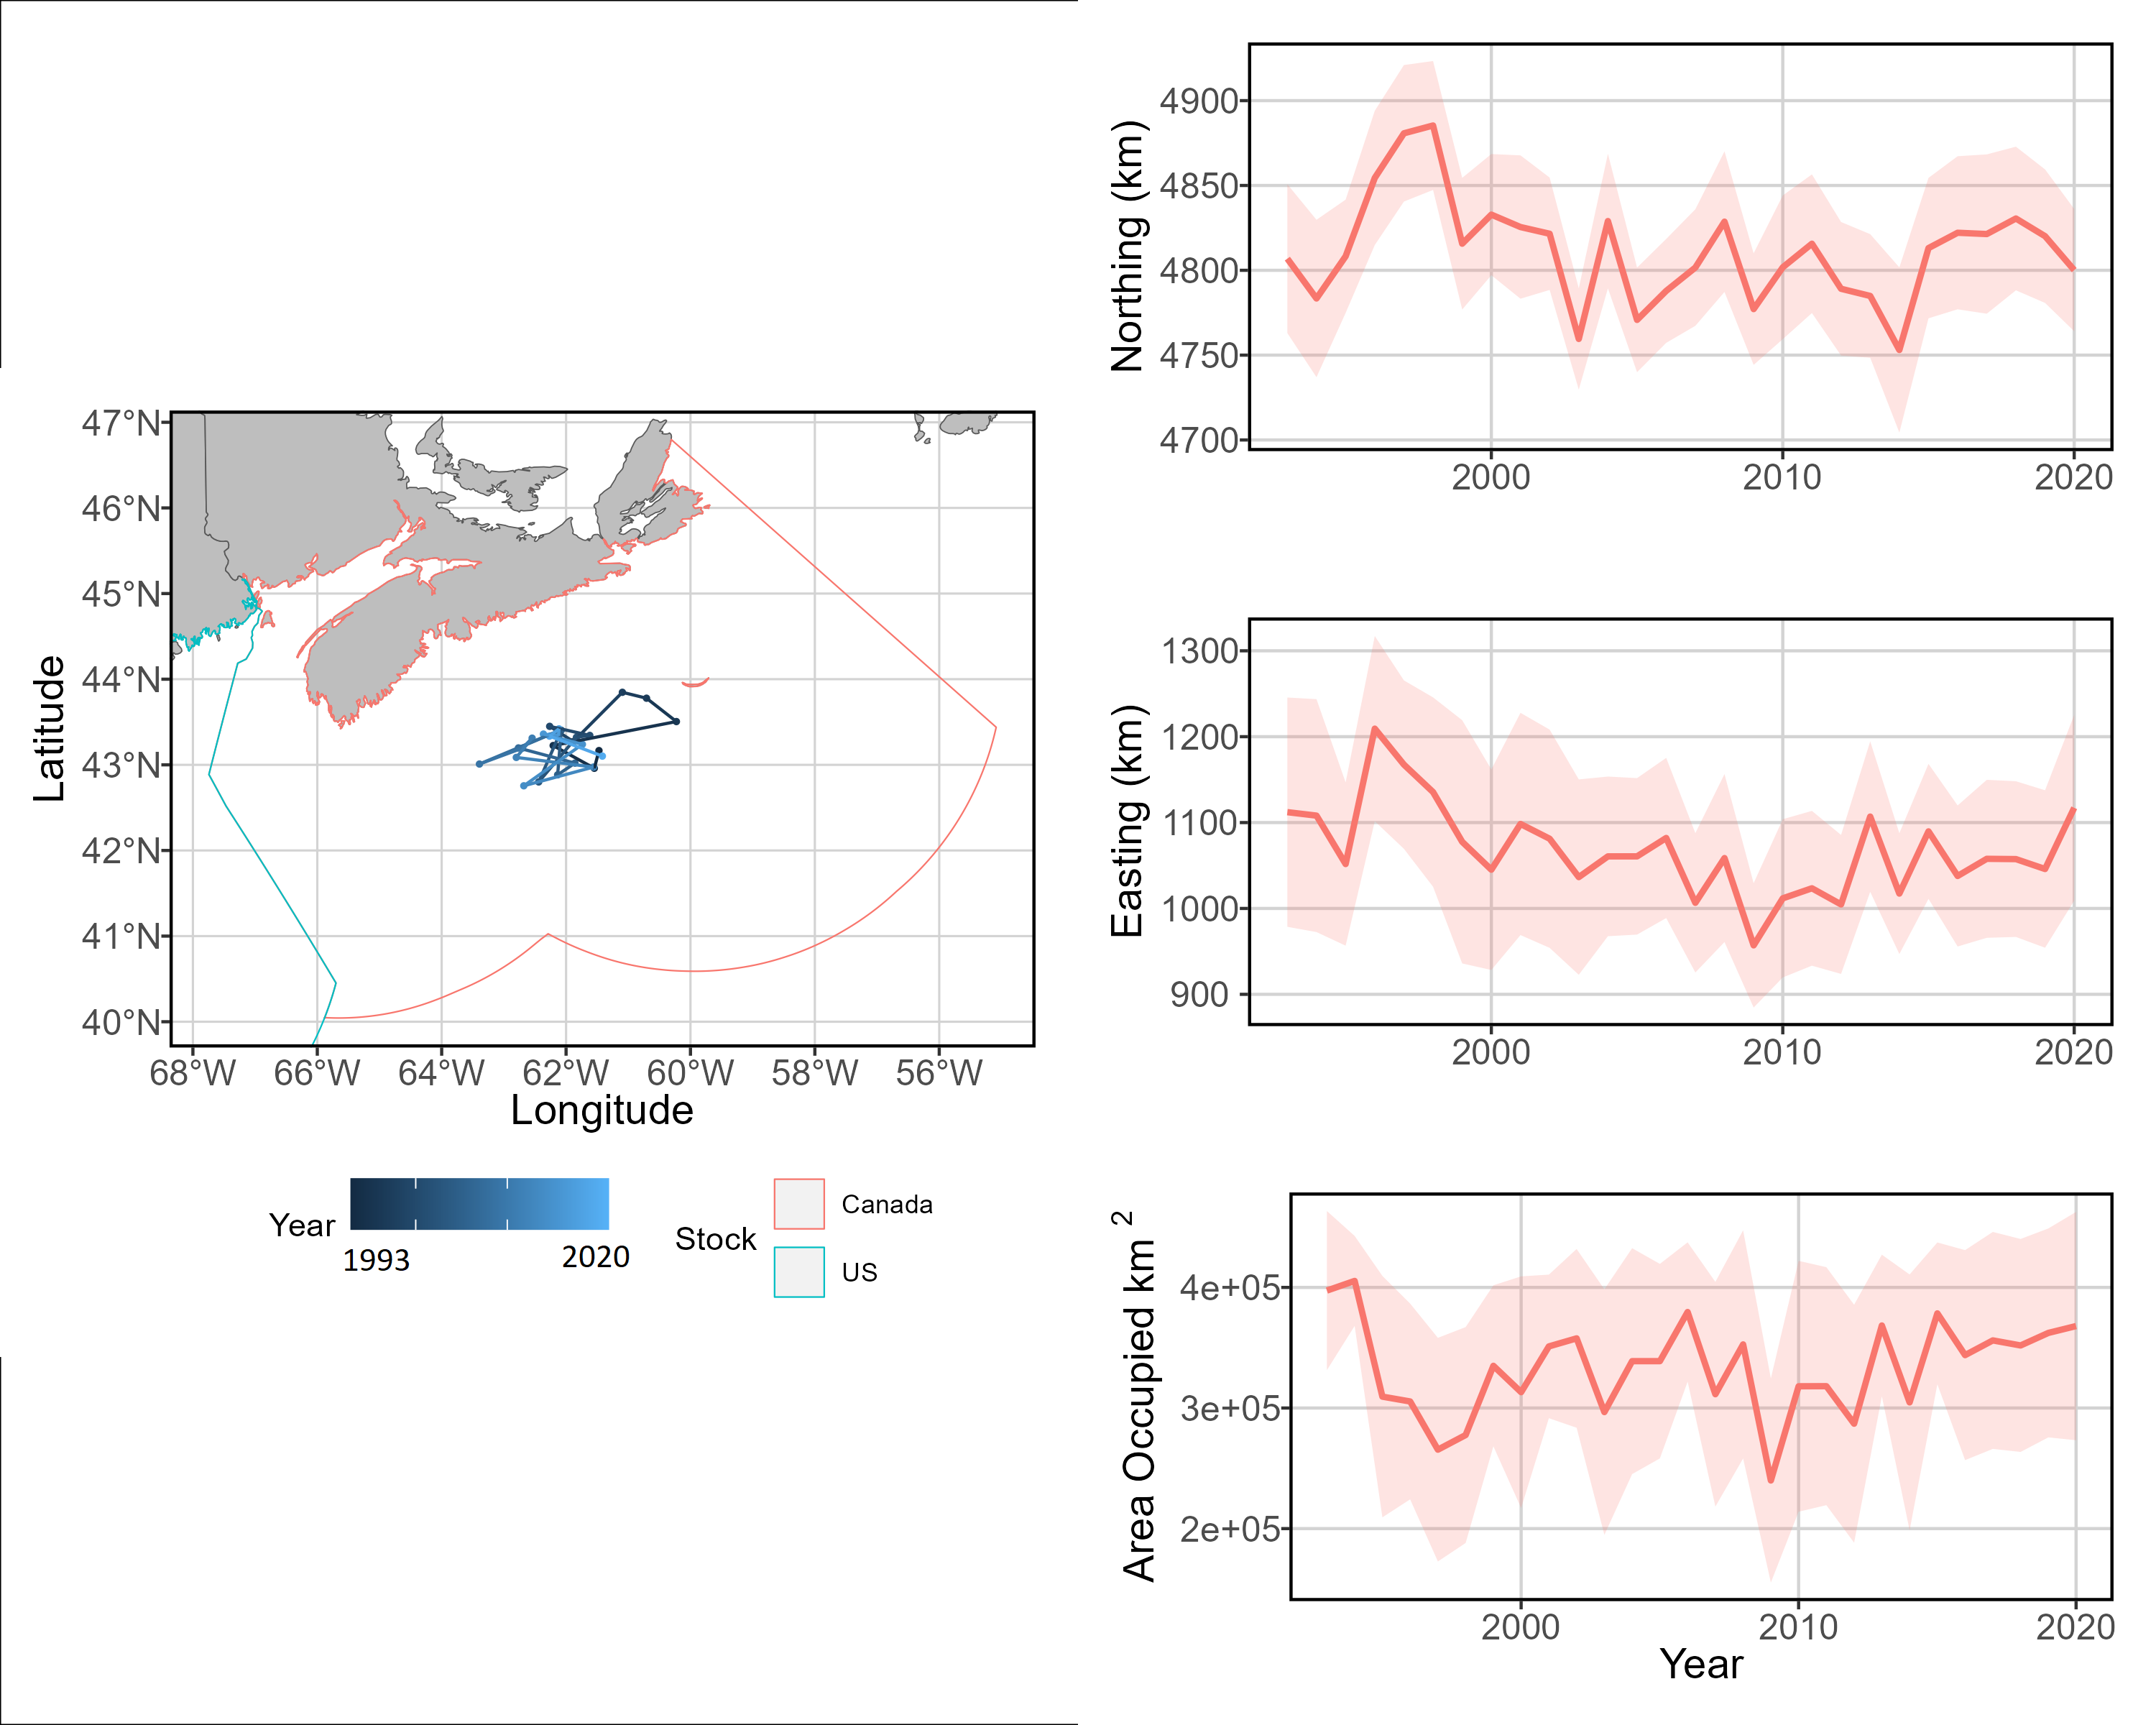 47°N
46°N
45°N
44°N
43°N
42°N
41°N
40°N
Latitude
68°W 66°W 64°W 62°W 60°W 58°W 56°W
Longitude
Year
1993 2020
Stock
Canada
US
Northing (km)
4900
4850
4800
4750
4700
2000 2010 2020
Easting (km)
1300
1200
1100
1000
900
2000 2010 2020
Area Occupied km 2
4e+05
3e+05
2e+05
2000 2010 2020
Year